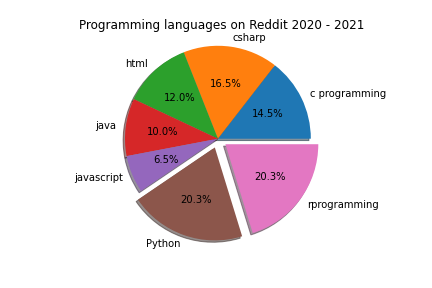 Programming languages on Reddit 2020 - 2021
csharp
html
c programming
16.5%
12.0%
14.5%
java
10.0%
6.5%
javascript
20.3%
20.3%
rprogramming
Python